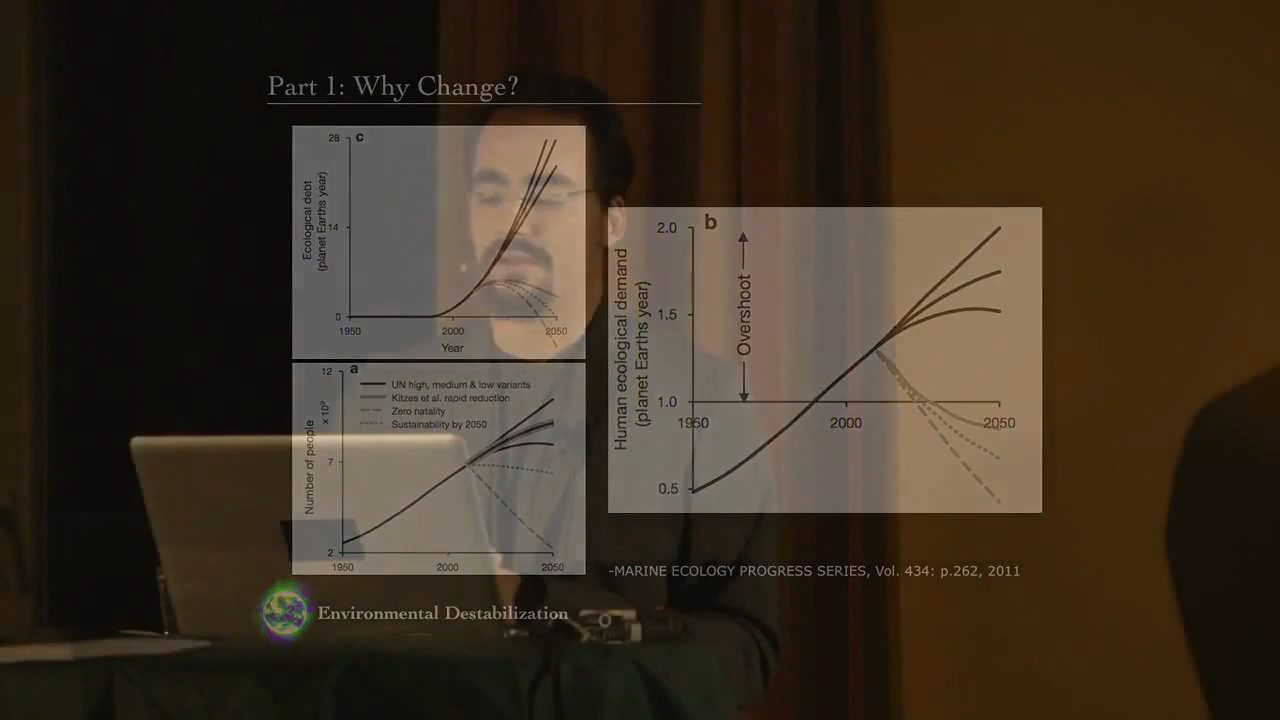 Part 1: Why Change?
c
28
14
0
Ecological debt
(planet Earths year)
1950
2000
2050
Year
a
12
7
2
Number of people
x 10⁹
UN high, medium & low variants
Kitzes et al. rapid reduction
Zero natality
Sustainability by 2050
1950
2000
2050
b
2.0
1.5
1.0
0.5
Human ecological demand
(planet Earths year)
Overshoot
1950
2000
2050
-MARINE ECOLOGY PROGRESS SERIES, Vol. 434: p.262, 2011
Environmental Destabilization